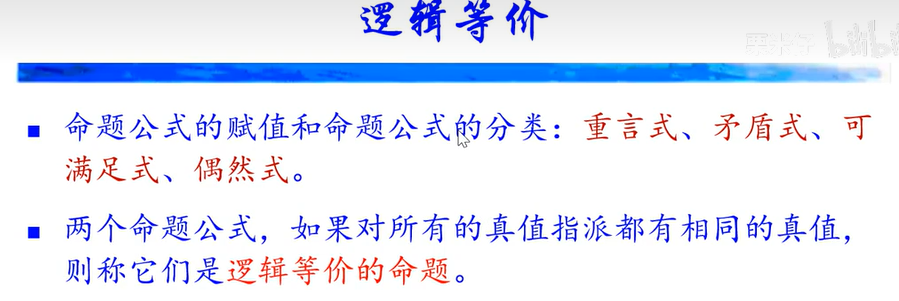 逻辑等价
bilibili
命题公式的赋值和命题公式的分类：重言式、矛盾式、可
满足式、偶然式。
两个命题公式，如果对所有的真值指派都有相同的真值，
则称它们是逻辑等价的命题。